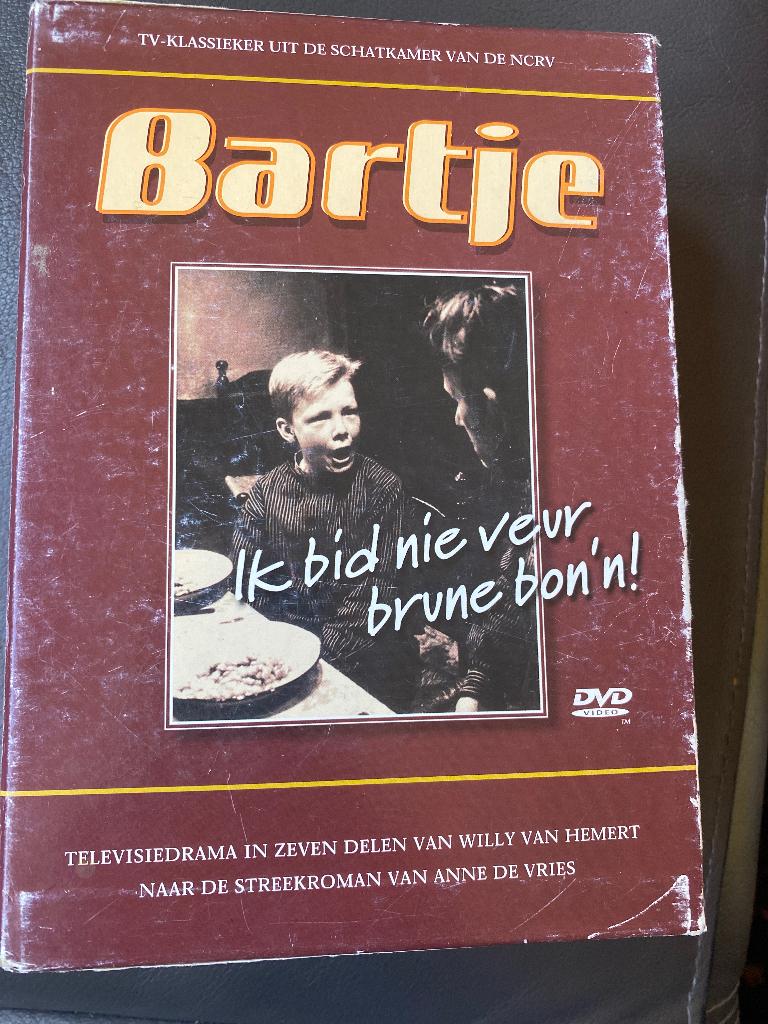 TV-KLASSIEKER UIT DE SCHATKAMER VAN DE NCRV
Bartje
Ik bid nie veur
brune bon'n!
DVD
VIDEO
TM
TELEVISIEDRAMA IN ZEVEN DELEN VAN WILLY VAN HEMERT
NAAR DE STREEKROMAN VAN ANNE DE VRIES